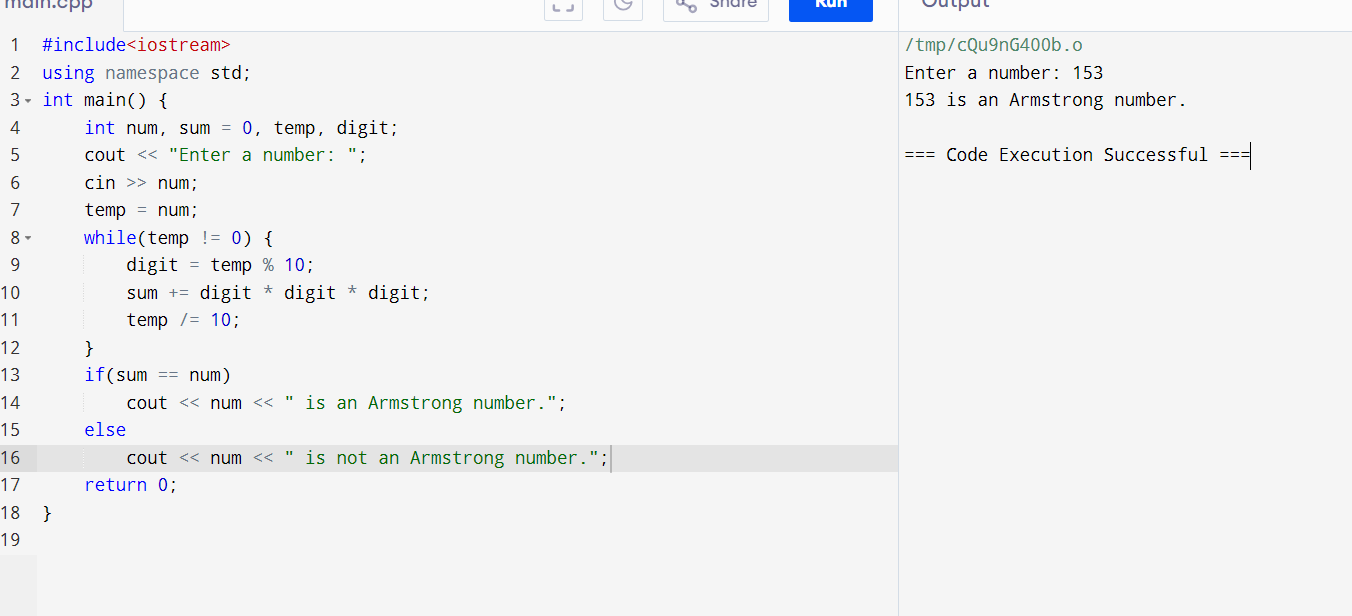 main.cpp
Share
Run
Output
1 #include<iostream>
2 using namespace std;
3 int main() {
4     int num, sum = 0, temp, digit;
5     cout << "Enter a number: ";
6     cin >> num;
7     temp = num;
8     while(temp != 0) {
9         digit = temp % 10;
10         sum += digit * digit * digit;
11         temp /= 10;
12     }
13     if(sum == num)
14         cout << num << " is an Armstrong number.";
15     else
16         cout << num << " is not an Armstrong number.";
17     return 0;
18 }
19
/tmp/cQu9nG4O0b.o
Enter a number: 153
153 is an Armstrong number.
=== Code Execution Successful ===